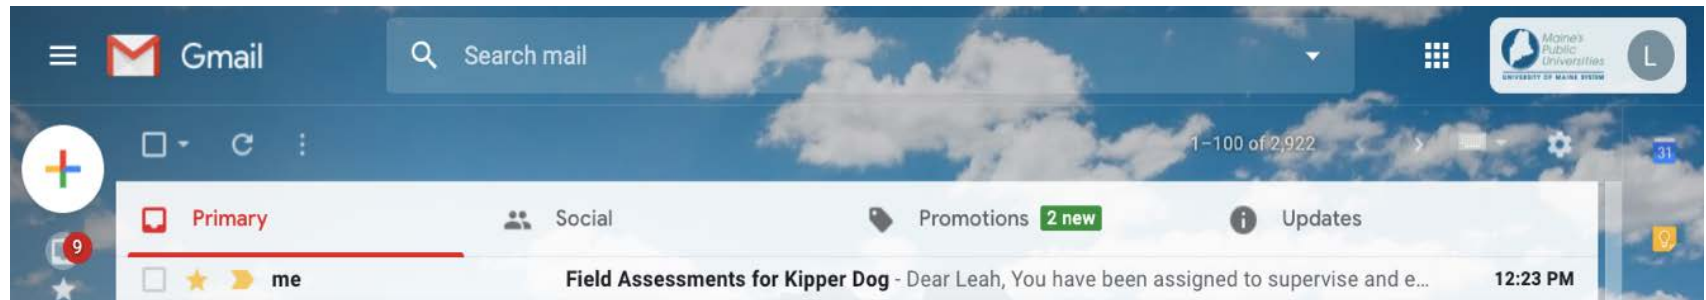 Gmail
Search mail
Maine's
Public
Universities
UNIVERSITY OF MAINE SYSTEM
L
1–100 of 2,922
31
Primary
Social
Promotions 2 new
Updates
9
me Field Assessments for Kipper Dog - Dear Leah, You have been assigned to supervise and e... 12:23 PM